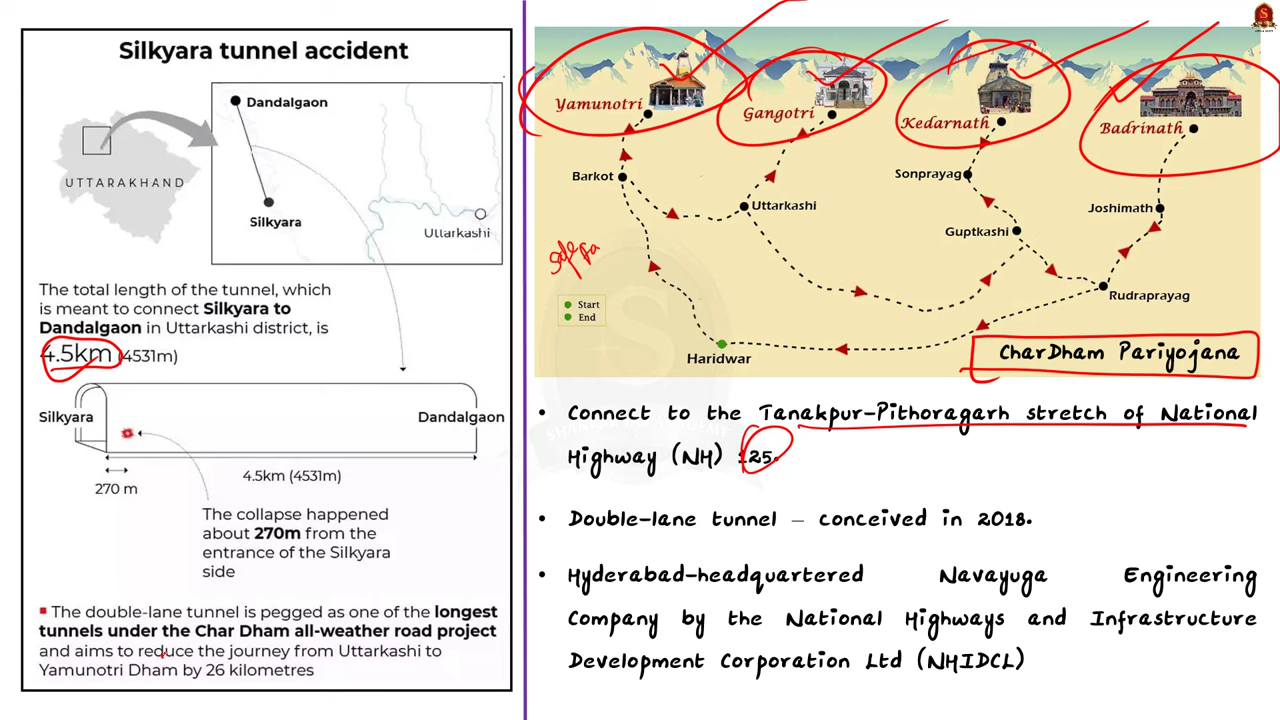 Silkyara tunnel accident
Dandalgaon
UTTARAKHAND
Silkyara
Uttarkashi
The total length of the tunnel, which
is meant to connect Silkyara to
Dandalgaon in Uttarkashi district, is
4.5km (4531m)
Silkyara
Dandalgaon
4.5km (4531m)
270 m
The collapse happened
about 270m from the
entrance of the Silkyara
side
The double-lane tunnel is pegged as one of the longest
tunnels under the Char Dham all-weather road project
and aims to reduce the journey from Uttarkashi to
Yamunotri Dham by 26 kilometres
Yamunotri
Gangotri
Kedarnath
Badrinath
Barkot
Uttarkashi
Sonprayag
Guptkashi
Joshimath
Rudraprayag
Haridwar
Start
End
CharDham Pariyojana
• Connect to the Tanakpur-Pithoragarh stretch of National
Highway (NH) 125.
• Double-lane tunnel – conceived in 2018.
• Hyderabad-headquartered Navayuga Engineering
Company by the National Highways and Infrastructure
Development Corporation Ltd (NHIDCL)